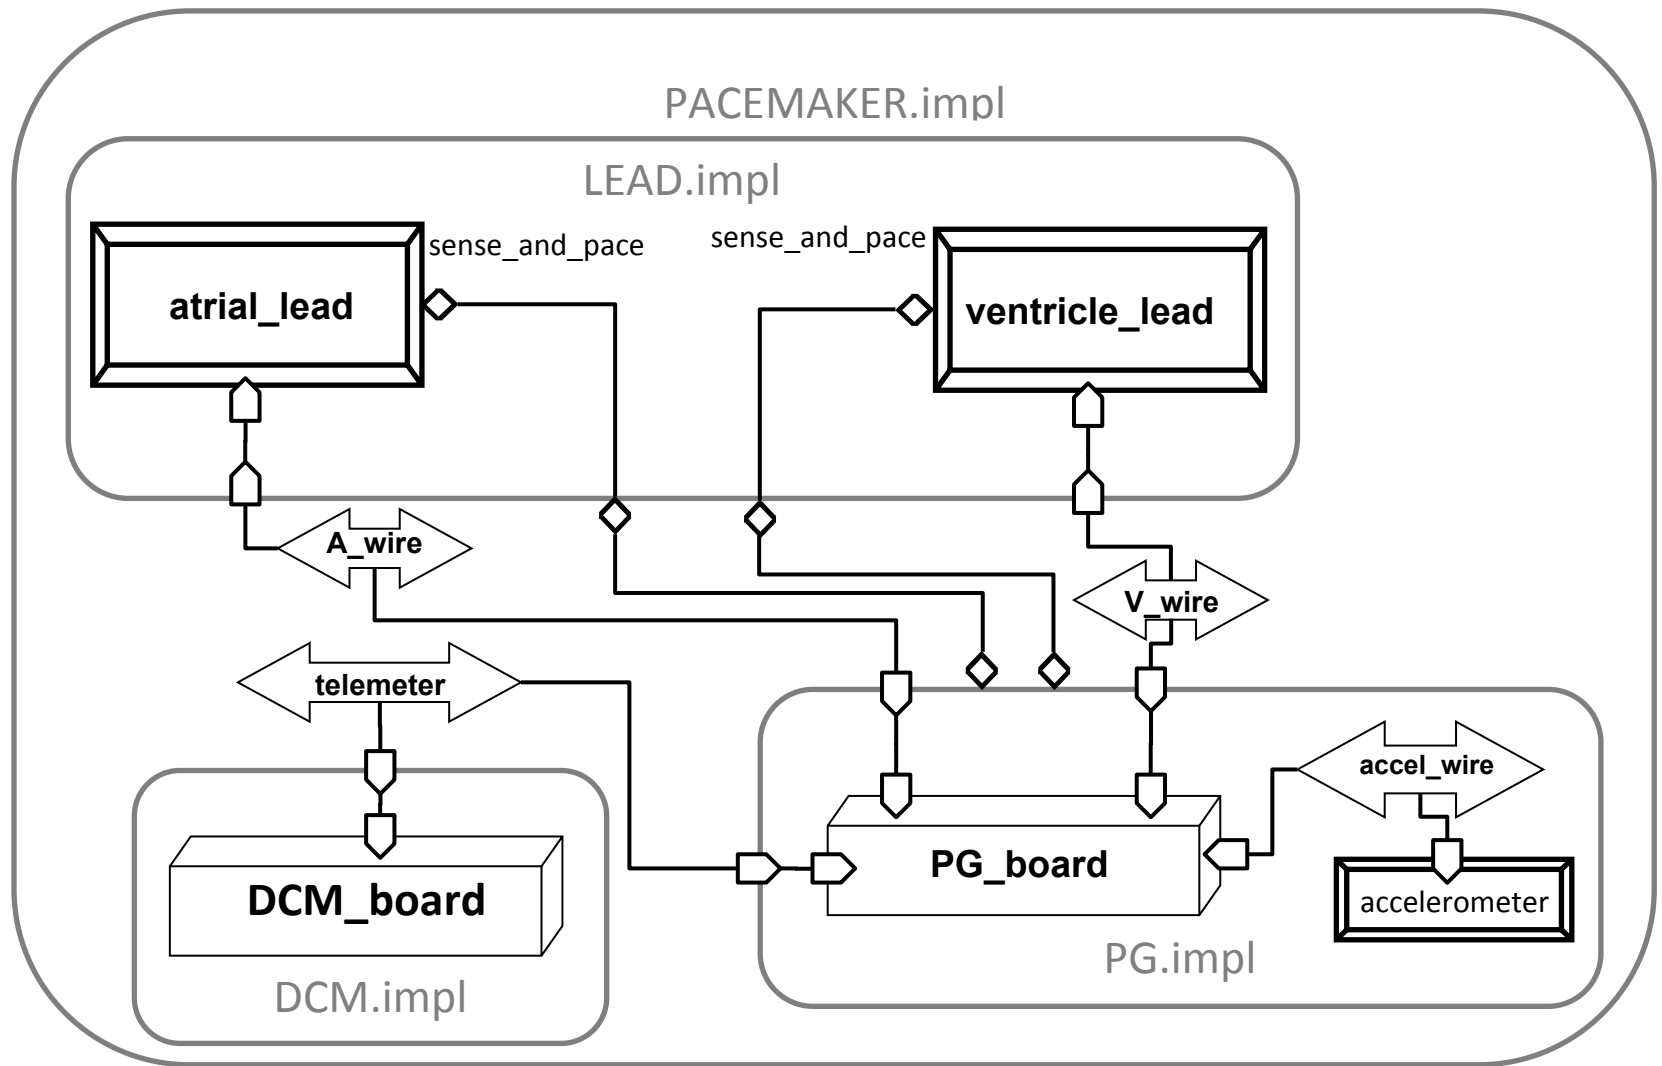 PACEMAKER.impl
LEAD.impl
sense_and_pace
sense_and_pace
atrial_lead
ventricle_lead
A_wire
V_wire
telemeter
accel_wire
PG_board
DCM_board
accelerometer
PG.impl
DCM.impl